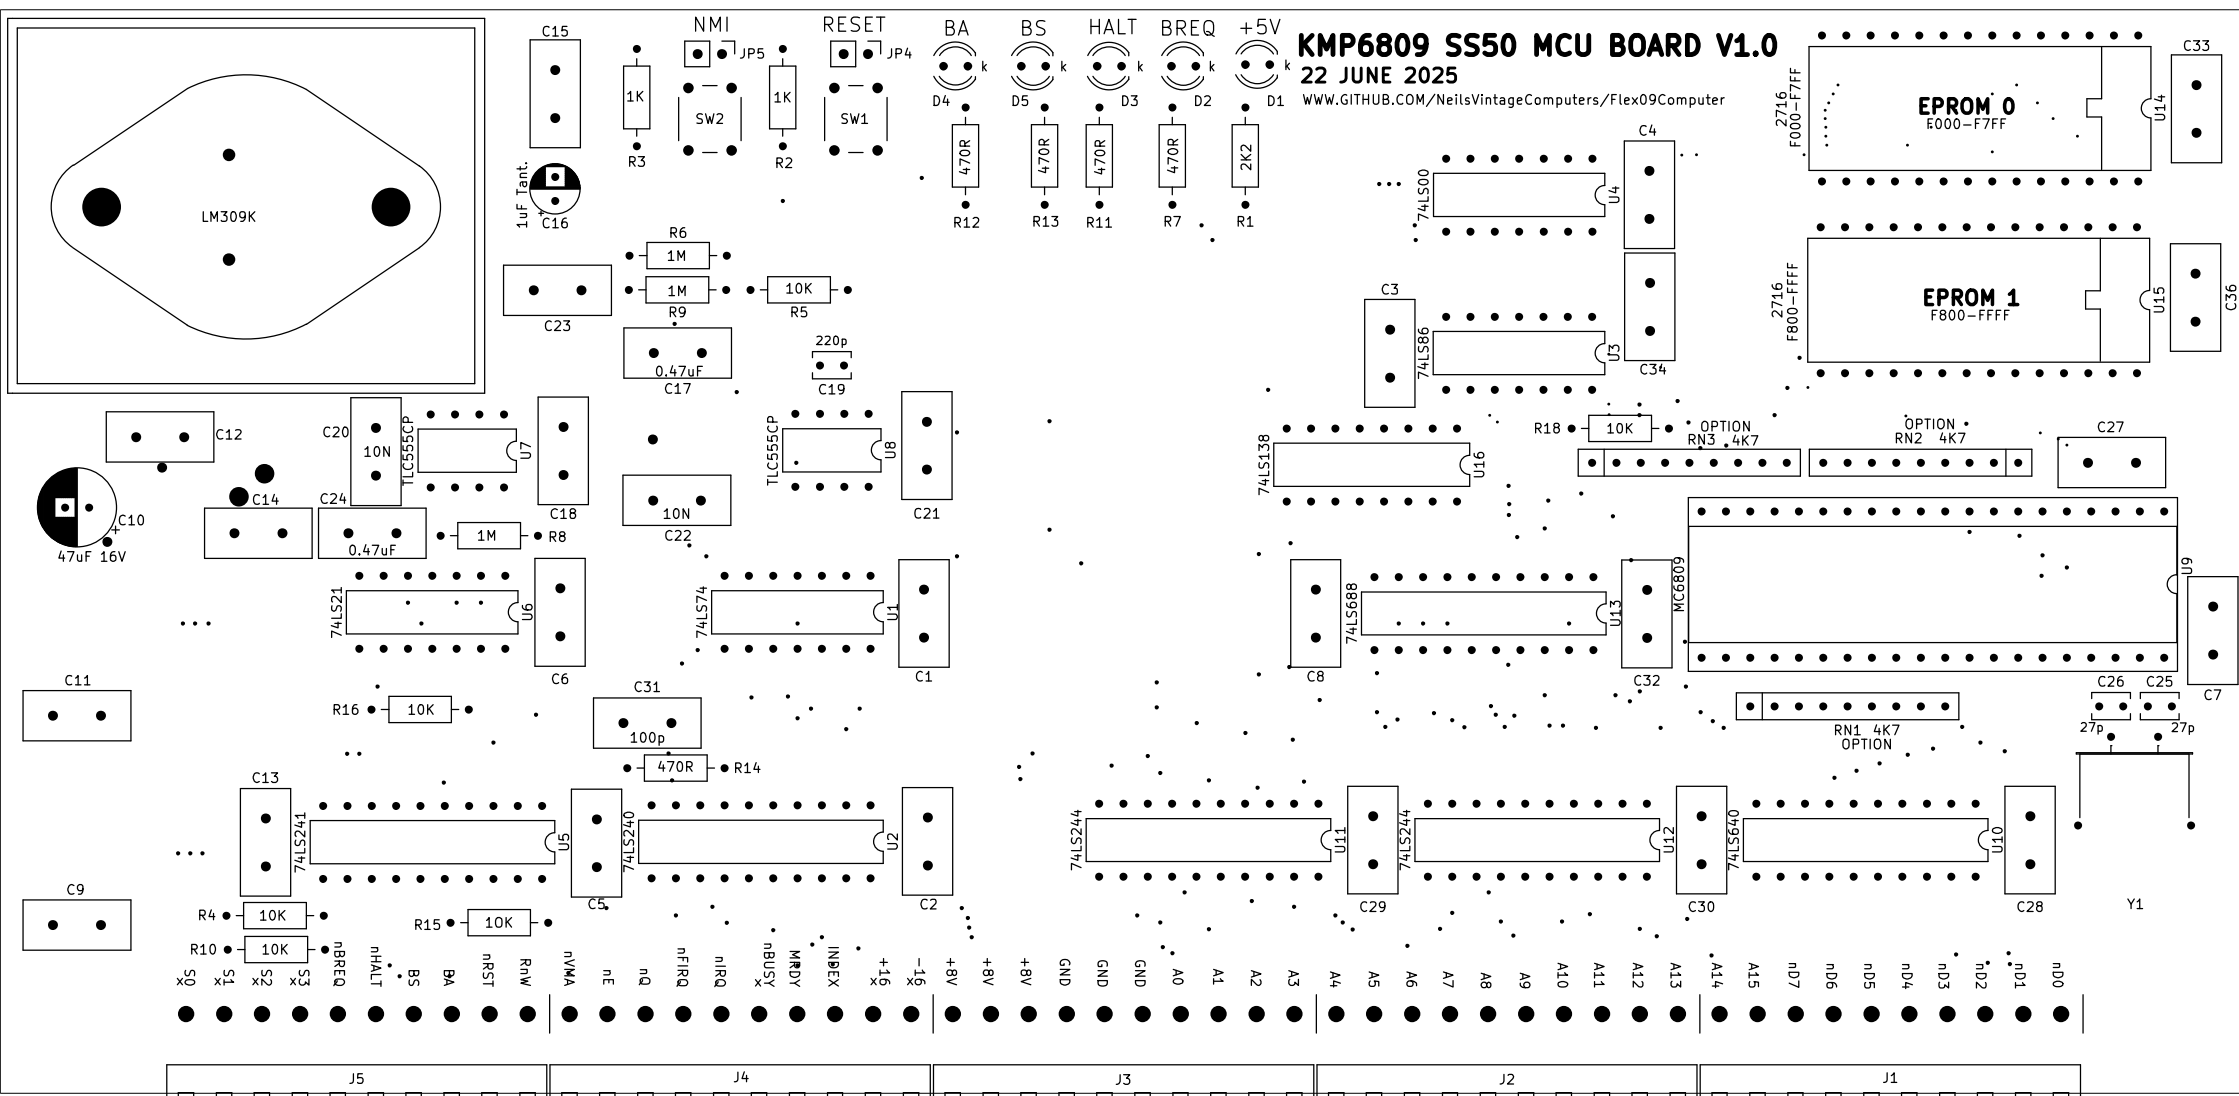 NMI
RESET
BA
BS
HALT
BREQ
+5V
KMP6809 SS50 MCU BOARD V1.0
22 JUNE 2025
WWW.GITHUB.COM/NeilsVintageComputers/Flex09Computer
C15
JP5
JP4
k
k
k
k
k
D4
D5
D3
D2
D1
1K
R3
SW2
1K
R2
SW1
470R
R12
470R
R13
470R
R11
470R
R7
2K2
R1
2716
F000-F7FF
EPROM 0
F000-F7FF
U14
C33
LM309K
1uF Tant.
+
C16
74LS00
U4
C4
R6
1M
1M
R9
10K
R5
C23
2716
F800-FFFF
EPROM 1
F800-FFFF
U15
C36
C3
74LS86
U3
C34
0.47uF
C17
220p
C19
C12
C20
10N
TLC555CP
U7
C18
TLC555CP
U8
C21
74LS138
U16
R18
10K
OPTION
RN3 4K7
OPTION
RN2 4K7
C27
C10
+
47uF 16V
C14
C24
0.47uF
1M
R8
10N
C22
74LS21
U6
C6
74LS74
U1
C1
C8
74LS688
U13
C32
MC6809
U9
C7
C11
R16
10K
C31
100p
470R
R14
RN1 4K7
OPTION
C26
C25
27p
27p
C13
74LS241
U5
C5
74LS240
U2
C2
74LS244
U11
C29
74LS244
U12
C30
74LS640
U10
C28
Y1
C9
R4
10K
R15
10K
R10
10K
S0
x0
S1
x1
S2
x2
S3
x3
nBREQ
nHALT
BS
BA
nRST
RnW
nVMA
nE
nQ
nFIRQ
nIRQ
nBUSY
x
MRDY
INDEX
+16
x
-16
x
+8V
+8V
+8V
GND
GND
GND
A0
A1
A2
A3
A4
A5
A6
A7
A8
A9
A10
A11
A12
A13
A14
A15
nD7
nD6
nD5
nD4
nD3
nD2
nD1
nD0
J5
J4
J3
J2
J1